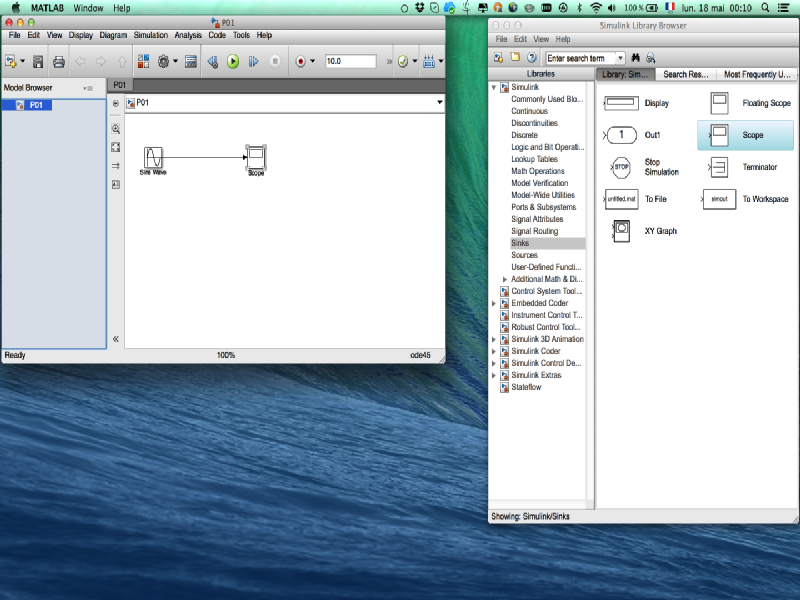 MATLAB Window Help
100 % lun. 18 mai 00:10
P01
File Edit View Display Diagram Simulation Analysis Code Tools Help
10.0
»
Model Browser
P01
P01
P01
Sine Wave
Scope
«
Ready 100% ode45
Simulink Library Browser
File Edit View Help
Enter search term
Libraries
Library: Sim... Search Res... Most Frequently U...
Simulink
Commonly Used Blo...
Continuous
Discontinuities
Discrete
Logic and Bit Operati...
Lookup Tables
Math Operations
Model Verification
Model-Wide Utilities
Ports & Subsystems
Signal Attributes
Signal Routing
Sinks
Sources
User-Defined Functi...
Additional Math & Di...
Control System Tool...
Embedded Coder
Instrument Control T...
Robust Control Tool...
Simulink 3D Animation
Simulink Coder
Simulink Control De...
Simulink Extras
Stateflow
Display
Floating Scope
1
Out1
Scope
STOP
Stop
Simulation
Terminator
untitled.mat
To File
simout
To Workspace
XY Graph
Showing: Simulink/Sinks